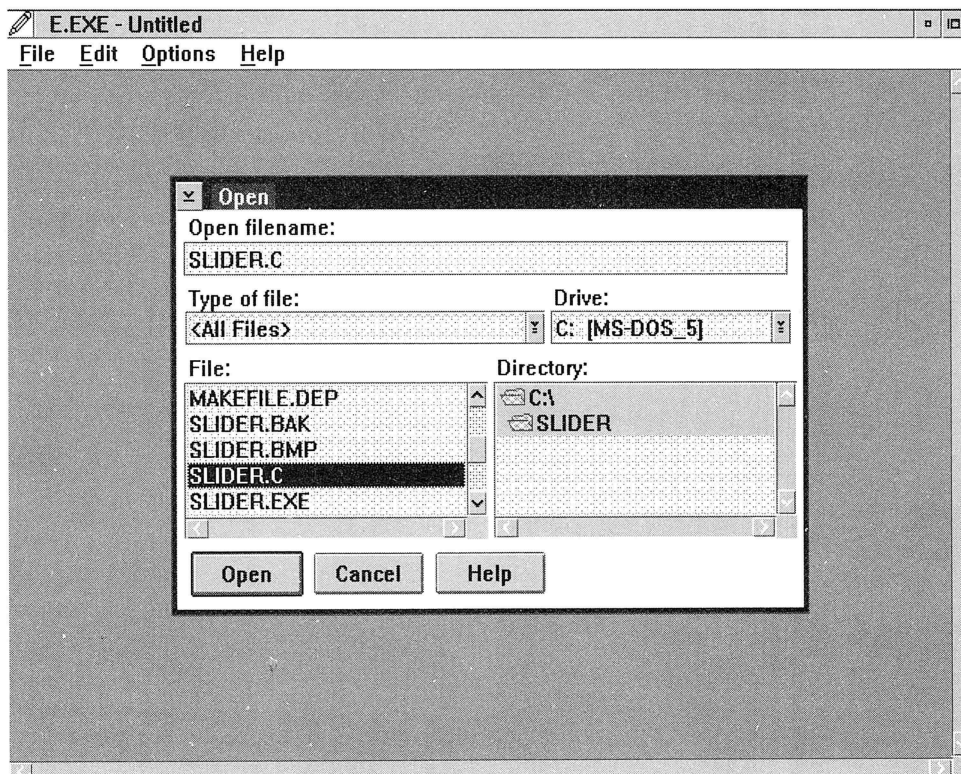 E.EXE - Untitled
File Edit Options Help
Open
Open filename:
SLIDER.C
Type of file: Drive:
<All Files> C: [MS-DOS_5]
File: Directory:
MAKEFILE.DEP C:\
SLIDER.BAK SLIDER
SLIDER.BMP
SLIDER.C
SLIDER.EXE
Open Cancel Help